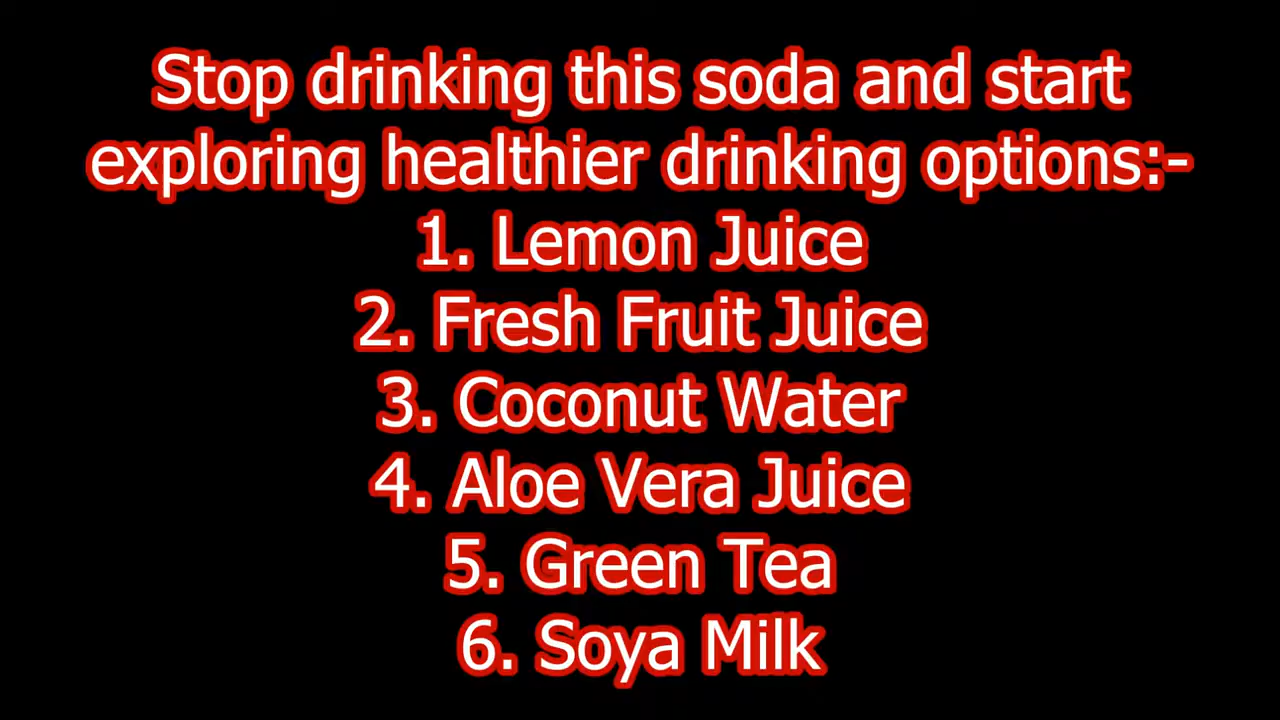 Stop drinking this soda and start
exploring healthier drinking options:-
1. Lemon Juice
2. Fresh Fruit Juice
3. Coconut Water
4. Aloe Vera Juice
5. Green Tea
6. Soya Milk